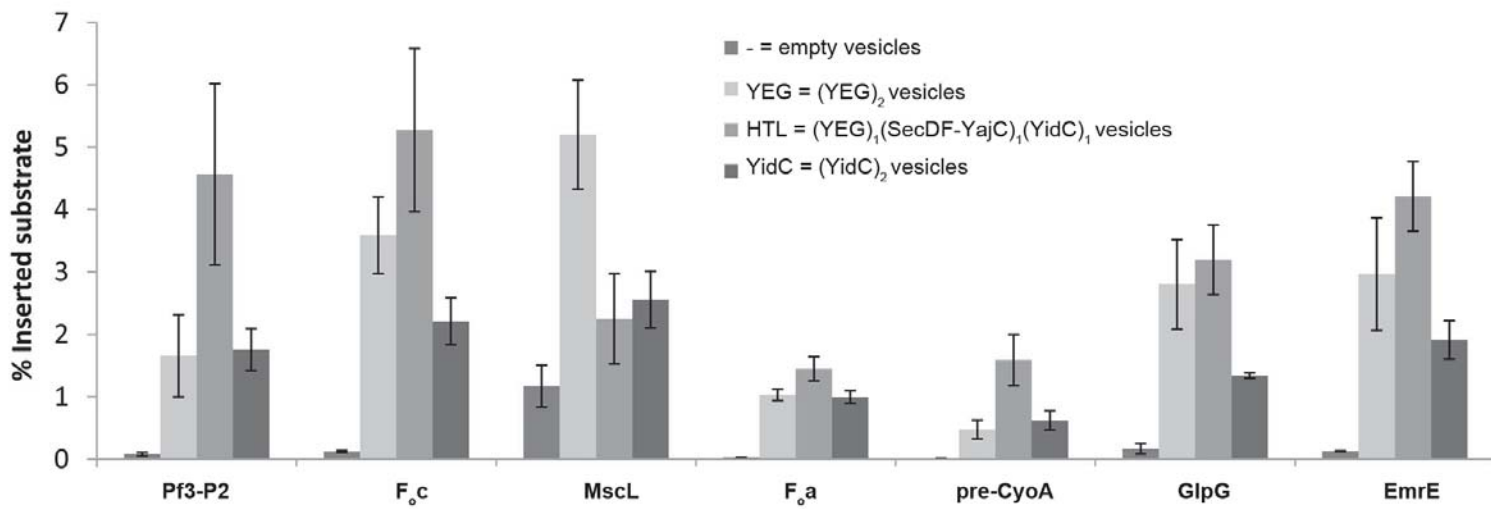 % Inserted substrate
7
6
5
4
3
2
1
0
- = empty vesicles
YEG = (YEG)₂ vesicles
HTL = (YEG)₁(SecDF-YajC)₁(YidC)₁ vesicles
YidC = (YidC)₂ vesicles
Pf3-P2 Fₒc MscL Fₒa pre-CyoA GlpG EmrE